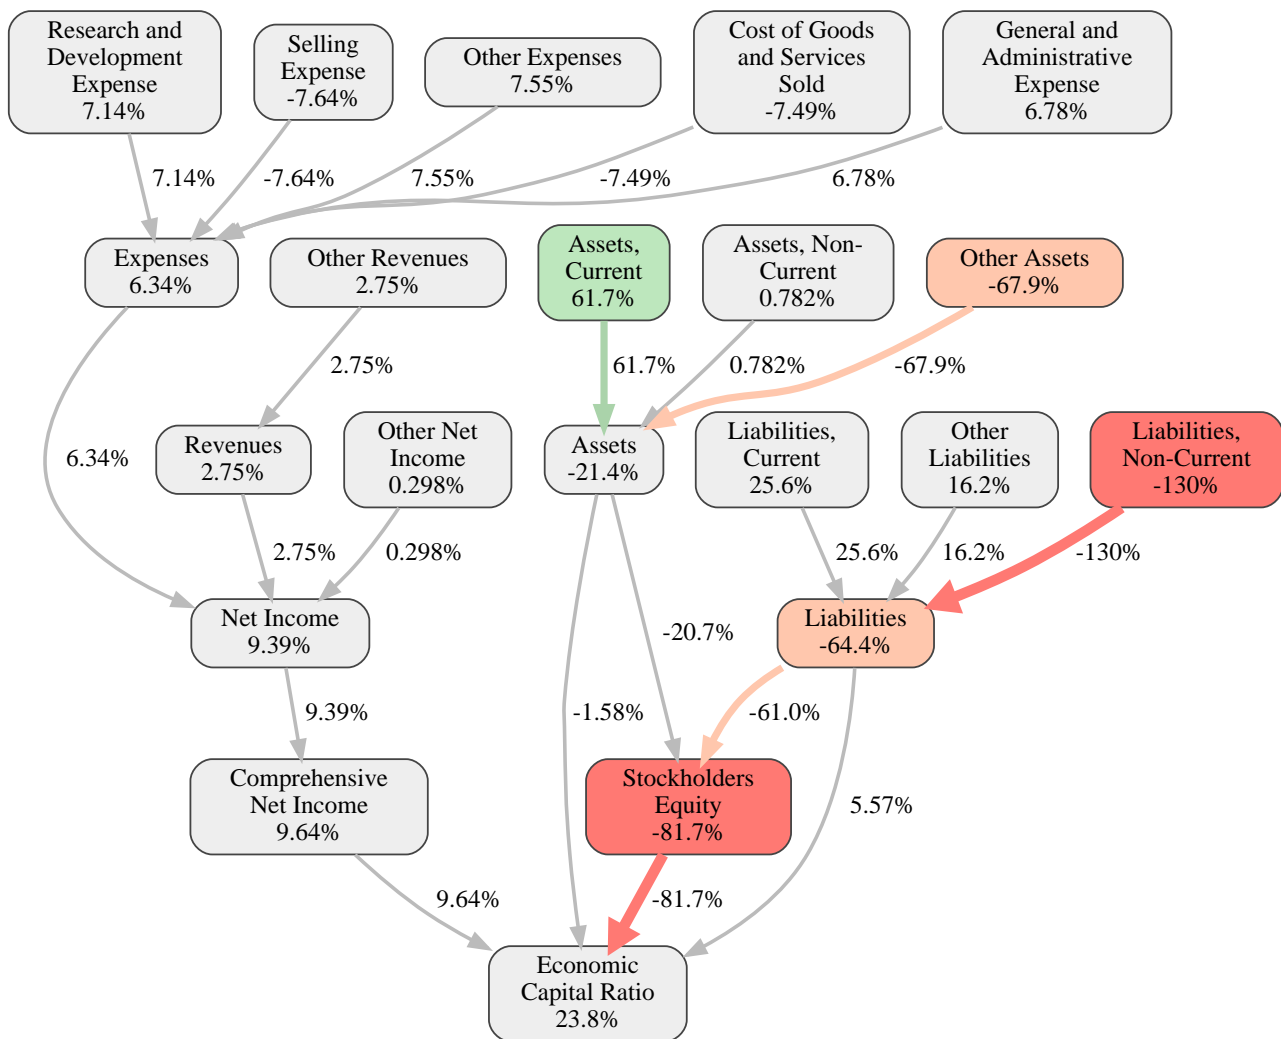 Research and
Development
Expense
7.14%
Selling
Expense
-7.64%
Other Expenses
7.55%
Cost of Goods
and Services
Sold
-7.49%
General and
Administrative
Expense
6.78%
7.14%
-7.64%
7.55%
-7.49%
6.78%
Expenses
6.34%
Other Revenues
2.75%
Assets,
Current
61.7%
Assets, Non-
Current
0.782%
Other Assets
-67.9%
2.75%
61.7%
0.782%
-67.9%
6.34%
Revenues
2.75%
Other Net
Income
0.298%
Assets
-21.4%
Liabilities,
Current
25.6%
Other
Liabilities
16.2%
Liabilities,
Non-Current
-130%
2.75%
0.298%
25.6%
16.2%
-130%
Net Income
9.39%
-20.7%
Liabilities
-64.4%
9.39%
-1.58%
-61.0%
Comprehensive
Net Income
9.64%
Stockholders
Equity
-81.7%
5.57%
9.64%
-81.7%
Economic
Capital Ratio
23.8%